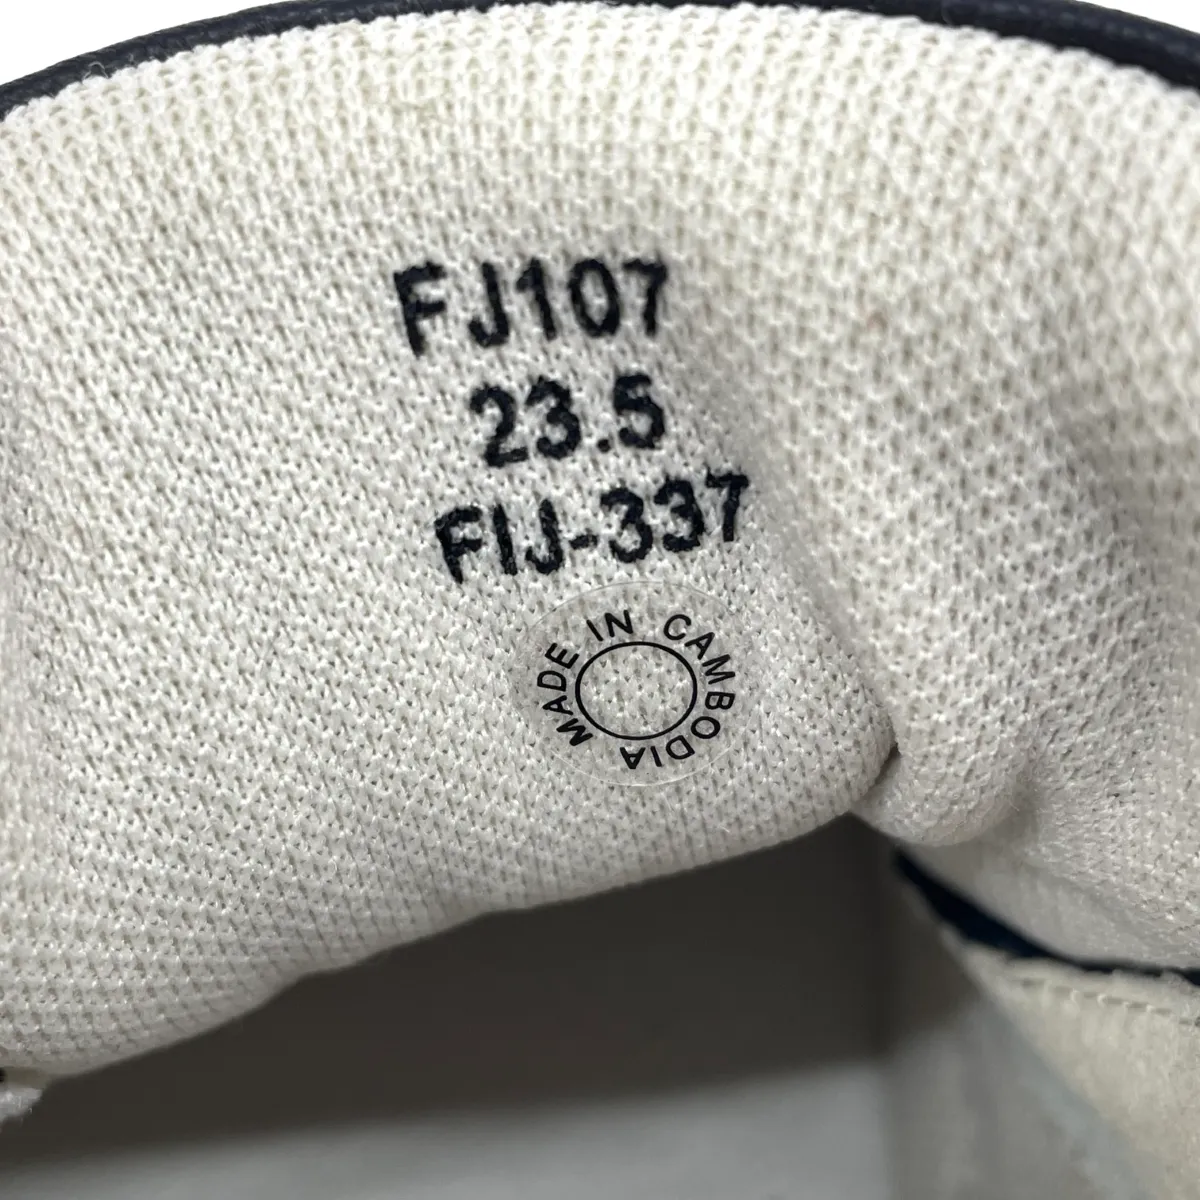 FJ107
23.5
FIJ-337
MADE IN CAMBODIA